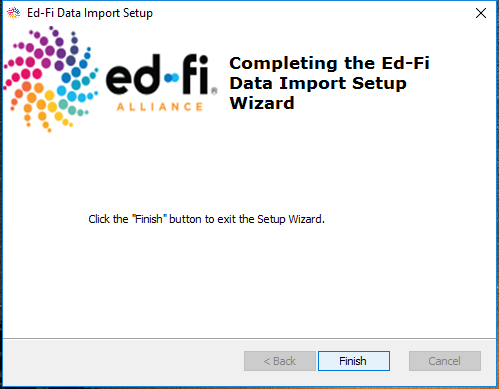 Ed-Fi Data Import Setup
ed-fi®
ALLIANCE
Completing the Ed-Fi
Data Import Setup
Wizard
Click the "Finish" button to exit the Setup Wizard.
< Back
Finish
Cancel